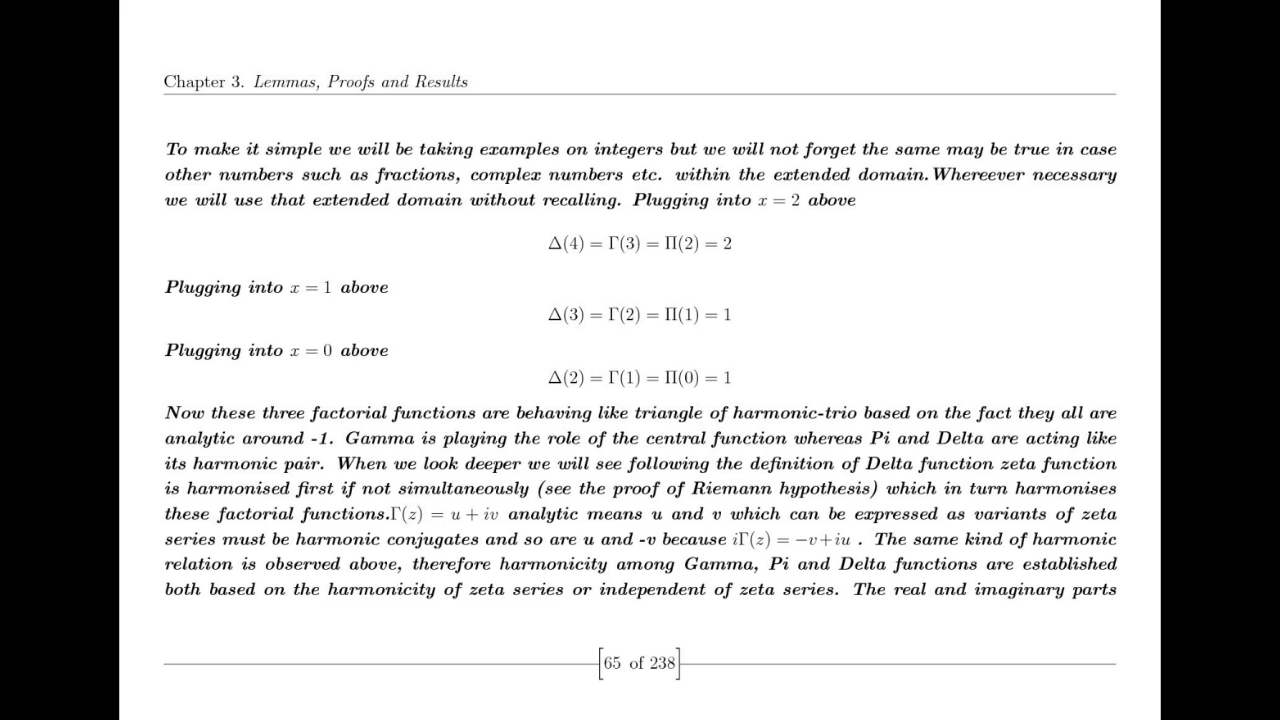 Chapter 3. Lemmas, Proofs and Results
To make it simple we will be taking examples on integers but we will not forget the same may be true in case
other numbers such as fractions, complex numbers etc. within the extended domain.Whereever necessary
we will use that extended domain without recalling. Plugging into x = 2 above
Δ(4) = Γ(3) = Π(2) = 2
Plugging into x = 1 above
Δ(3) = Γ(2) = Π(1) = 1
Plugging into x = 0 above
Δ(2) = Γ(1) = Π(0) = 1
Now these three factorial functions are behaving like triangle of harmonic-trio based on the fact they all are
analytic around -1. Gamma is playing the role of the central function whereas Pi and Delta are acting like
its harmonic pair. When we look deeper we will see following the definition of Delta function zeta function
is harmonised first if not simultaneously (see the proof of Riemann hypothesis) which in turn harmonises
these factorial functions.Γ(z) = u + iv analytic means u and v which can be expressed as variants of zeta
series must be harmonic conjugates and so are u and -v because iΓ(z) = −v+iu . The same kind of harmonic
relation is observed above, therefore harmonicity among Gamma, Pi and Delta functions are established
both based on the harmonicity of zeta series or independent of zeta series. The real and imaginary parts
[65 of 238]